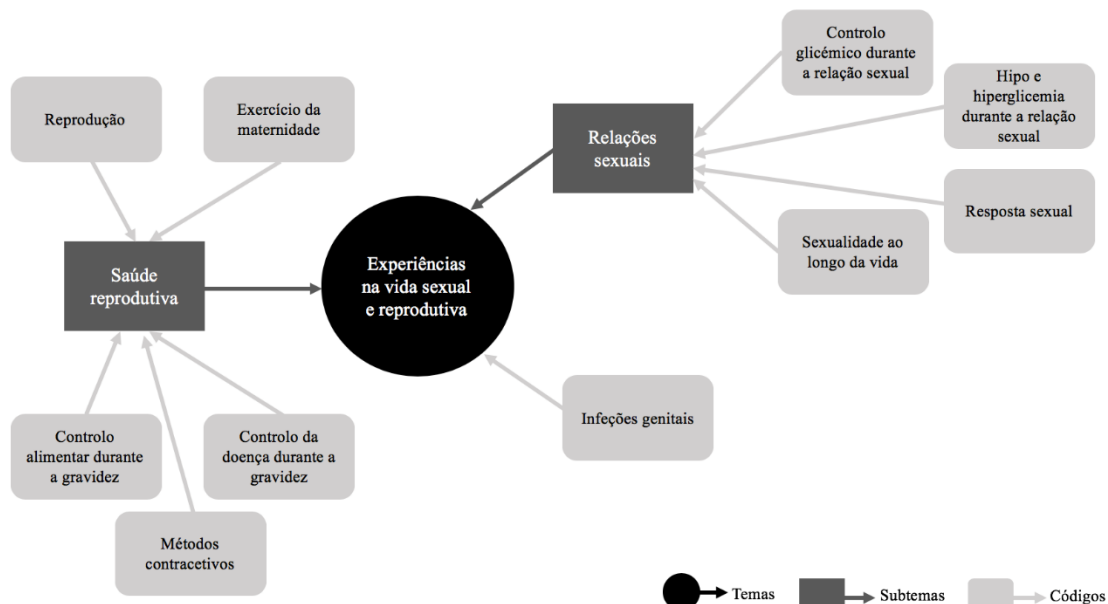 Controlo
glicémico durante
a relação sexual
Hipo e
hiperglicemia
durante a relação
sexual
Reprodução
Exercício da
maternidade
Relações
sexuais
Resposta sexual
Sexualidade ao
longo da vida
Saúde
reprodutiva
Experiências
na vida sexual
e reprodutiva
Infeções genitais
Controlo
alimentar durante
a gravidez
Controlo da
doença durante a
gravidez
Métodos
contracetivos
Temas
Subtemas
Códigos